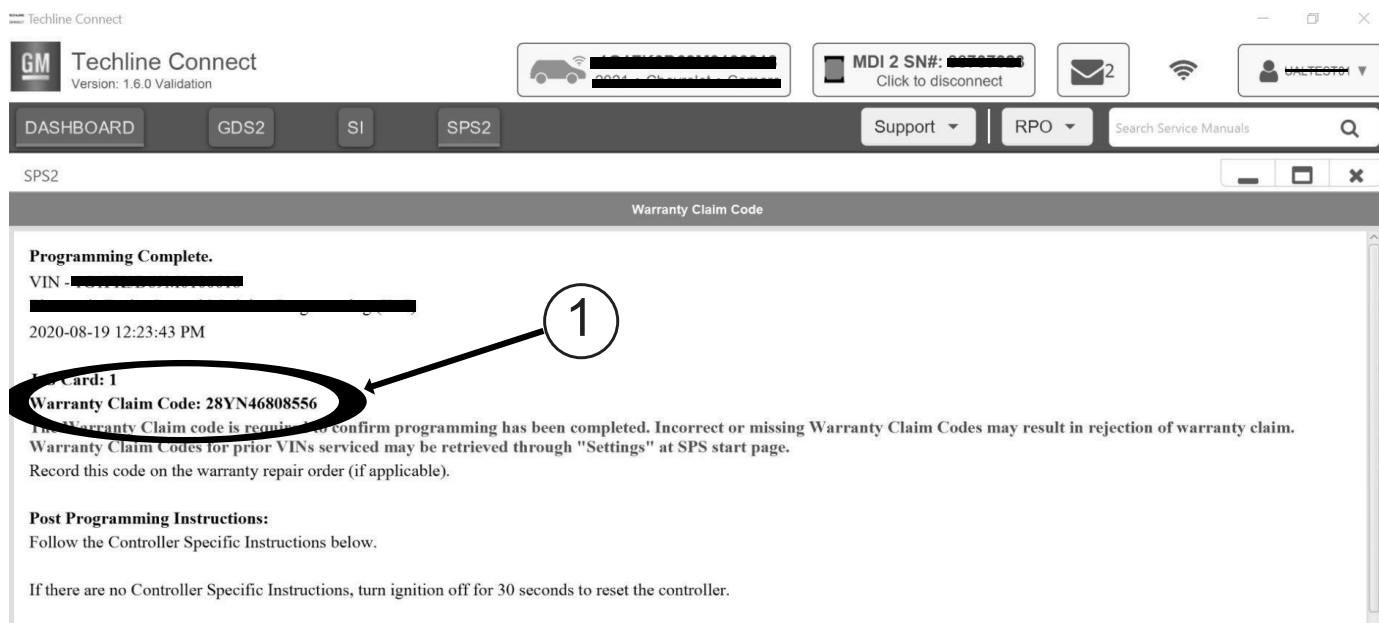 Techline Connect
GM
Techline Connect
Version: 1.6.0 Validation
2021 • Chevrolet • Camaro
MDI 2 SN#:
Click to disconnect
2
DASHBOARD
GDS2
SI
SPS2
Support
RPO
Search Service Manuals
SPS2
Warranty Claim Code
Programming Complete.
VIN -
2020-08-19 12:23:43 PM
1
Card: 1
Warranty Claim Code: 28YN46808556
The Warranty Claim code is required to confirm programming has been completed. Incorrect or missing Warranty Claim Codes may result in rejection of warranty claim.
Warranty Claim Codes for prior VINs serviced may be retrieved through "Settings" at SPS start page.
Record this code on the warranty repair order (if applicable).
Post Programming Instructions:
Follow the Controller Specific Instructions below.
If there are no Controller Specific Instructions, turn ignition off for 30 seconds to reset the controller.